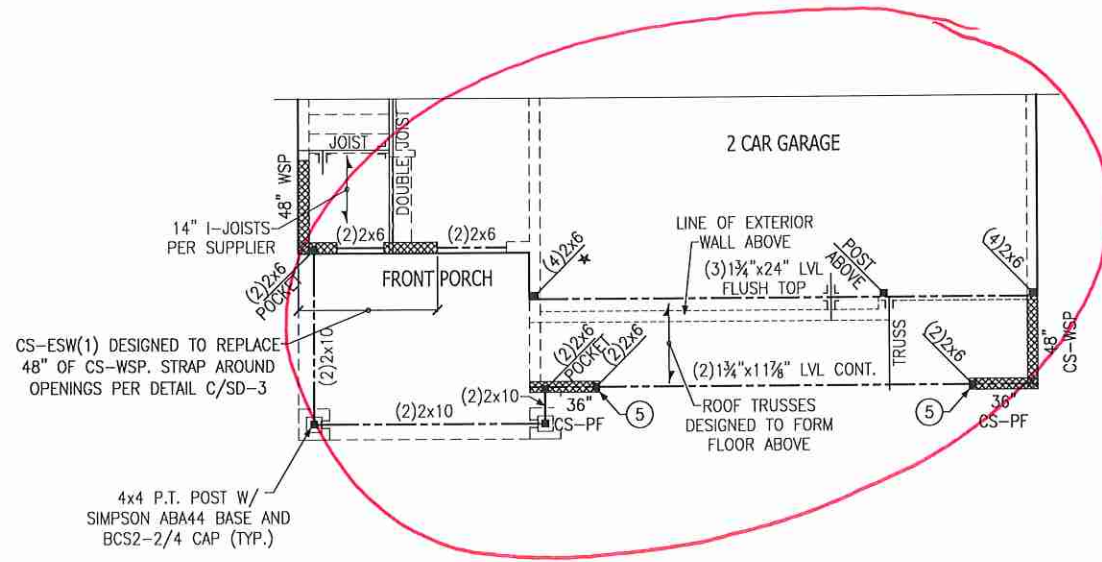 2 CAR GARAGE
JOIST
DOUBLE JOIST
48" WSP
14" I-JOISTS
PER SUPPLIER
(2)2x6
(2)2x6
LINE OF EXTERIOR
WALL ABOVE
POST
ABOVE
(4)2x6
(4)2x6
★
(3)1¾"x24" LVL
FLUSH TOP
(2)2x6
POCKET
FRONT PORCH
CS-ESW(1) DESIGNED TO REPLACE
48" OF CS-WSP. STRAP AROUND
OPENINGS PER DETAIL C/SD-3
(2)2x10
(2)2x6
POCKET
(2)2x6
TRUSS
(2)2x6
48"
CS-WSP
(2)1¾"x11⅞" LVL CONT.
(2)2x10
36"
CS-PF
5
ROOF TRUSSES
DESIGNED TO FORM
FLOOR ABOVE
5
36"
CS-PF
(2)2x10
4x4 P.T. POST W/
SIMPSON ABA44 BASE AND
BCS2-2/4 CAP (TYP.)